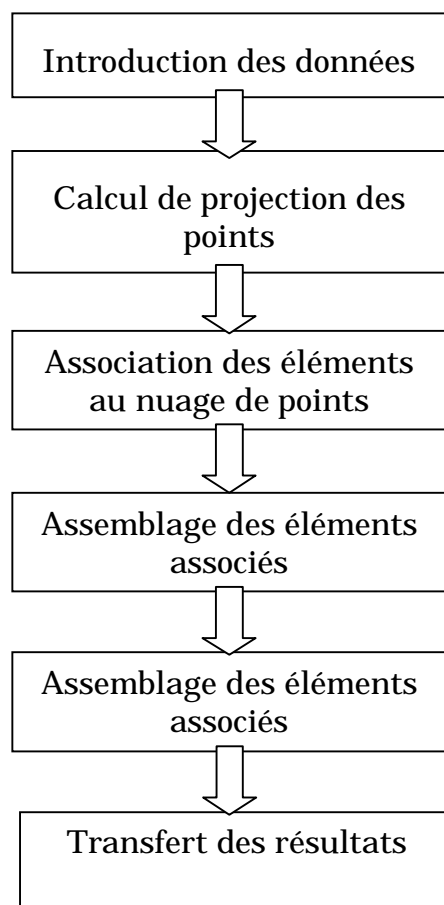 Introduction des données
Calcul de projection des
points
Association des éléments
au nuage de points
Assemblage des éléments
associés
Assemblage des éléments
associés
Transfert des résultats